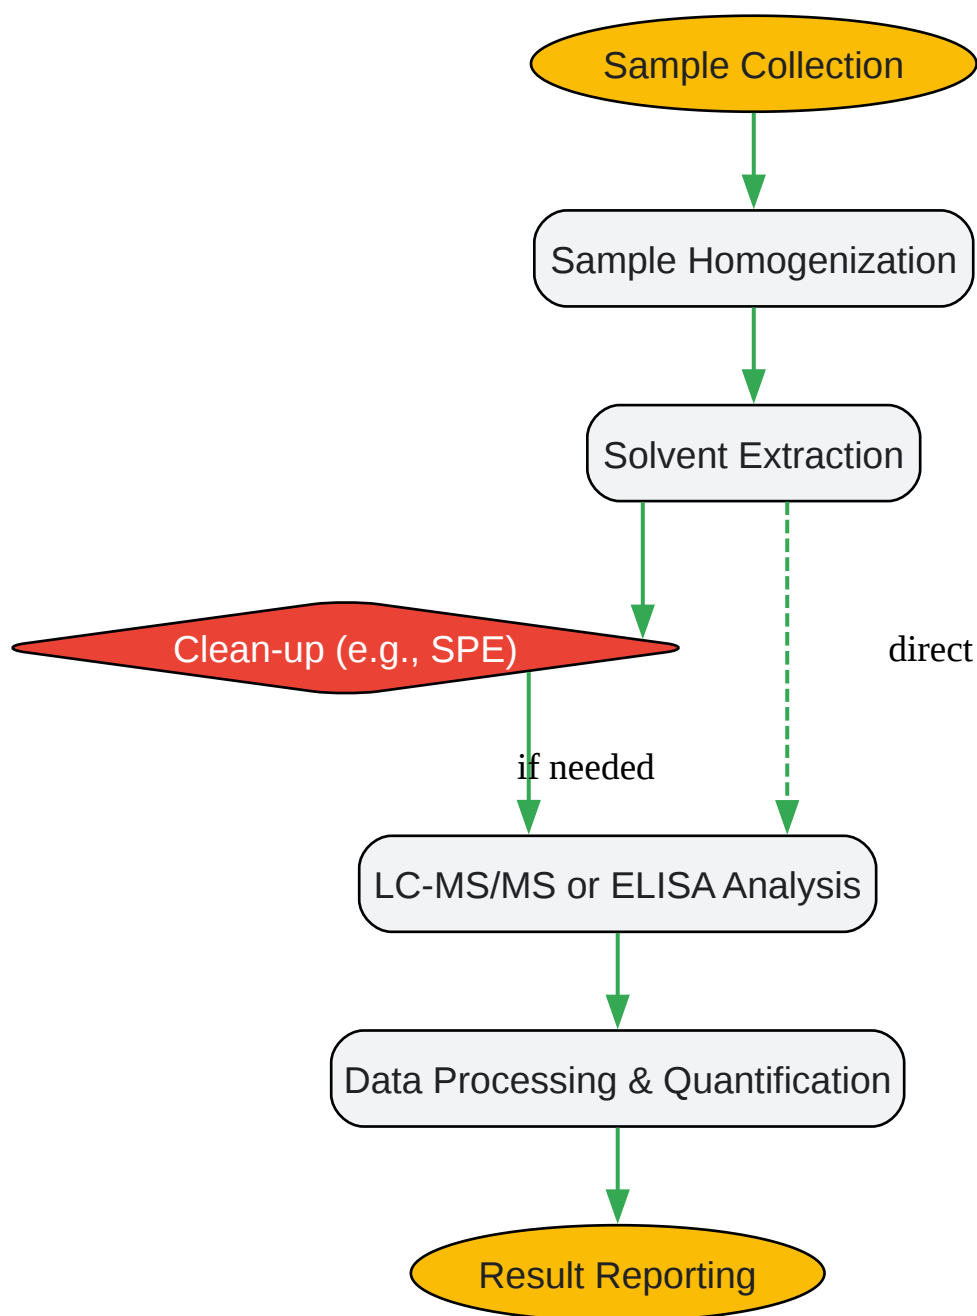 Sample Collection
Sample Homogenization
Solvent Extraction
Clean-up (e.g., SPE)
direct
if needed
LC-MS/MS or ELISA Analysis
Data Processing & Quantification
Result Reporting